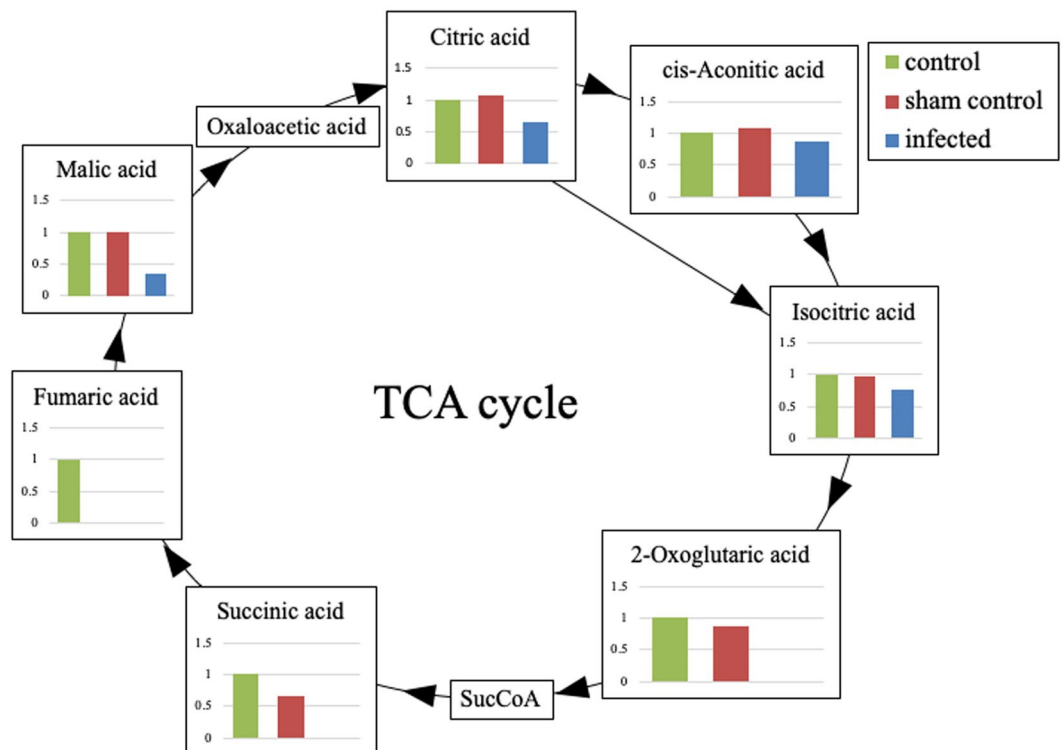 Citric acid
1.5
1
0.5
0
cis-Aconitic acid
1.5
1
0.5
0
control
sham control
infected
Oxaloacetic acid
Malic acid
1.5
1
0.5
0
Isocitric acid
1.5
1
0.5
0
TCA cycle
Fumaric acid
1.5
1
0.5
0
2-Oxoglutaric acid
1.5
1
0.5
0
Succinic acid
1.5
1
0.5
0
SucCoA